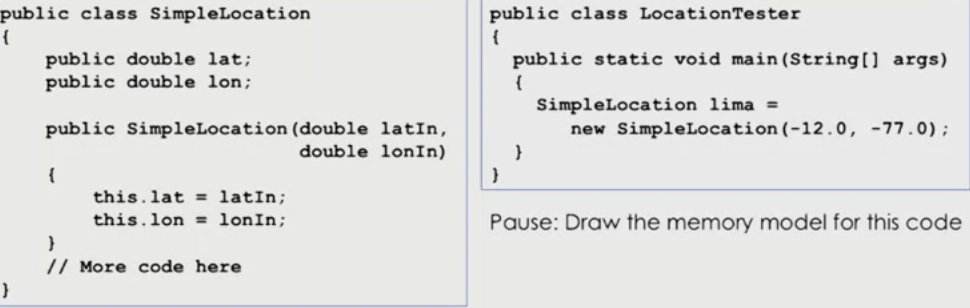 public class SimpleLocation
{
    public double lat;
    public double lon;

    public SimpleLocation(double latIn,
                          double lonIn)
    {
        this.lat = latIn;
        this.lon = lonIn;
    }
    // More code here
}
public class LocationTester
{
  public static void main(String[] args)
  {
    SimpleLocation lima =
       new SimpleLocation(-12.0, -77.0);
  }
}
Pause: Draw the memory model for this code